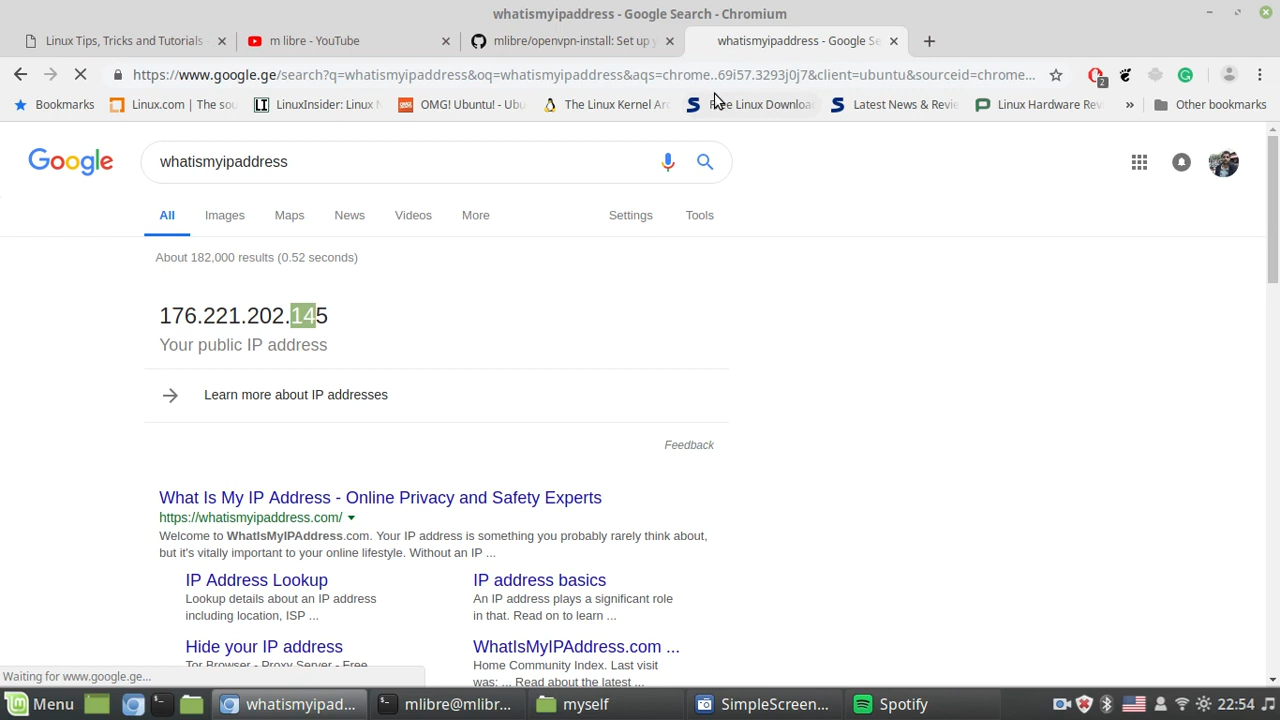 whatismyipaddress - Google Search - Chromium
Linux Tips, Tricks and Tutorials
m libre - YouTube
mlibre/openvpn-install: Set up y
whatismyipaddress - Google Se
https://www.google.ge/search?q=whatismyipaddress&oq=whatismyipaddress&aqs=chrome..69i57.3293j0j7&client=ubuntu&sourceid=chrome...
2
Bookmarks
Linux.com | The sou
LinuxInsider: Linux N
OMG! Ubuntu! - Ubu
The Linux Kernel Arc
Free Linux Downloa
Latest News & Revie
Linux Hardware Rev
»
Other bookmarks
Google
whatismyipaddress
All
Images
Maps
News
Videos
More
Settings
Tools
About 182,000 results (0.52 seconds)
176.221.202.145
Your public IP address
Learn more about IP addresses
Feedback
What Is My IP Address - Online Privacy and Safety Experts
https://whatismyipaddress.com/
Welcome to WhatIsMyIPAddress.com. Your IP address is something you probably rarely think about,
but it's vitally important to your online lifestyle. Without an IP ...
IP Address Lookup
IP address basics
Lookup details about an IP address
including location, ISP ...
An IP address plays a significant role
in that. Read on to learn ...
Hide your IP address
WhatIsMyIPAddress.com ...
Tor Browser - Proxy Server - Free
Home Community Index. Last visit
was: ... Read about the latest ...
Waiting for www.google.ge...
Menu
whatismyipad...
mlibre@mlibr...
myself
SimpleScreen...
Spotify
22:54